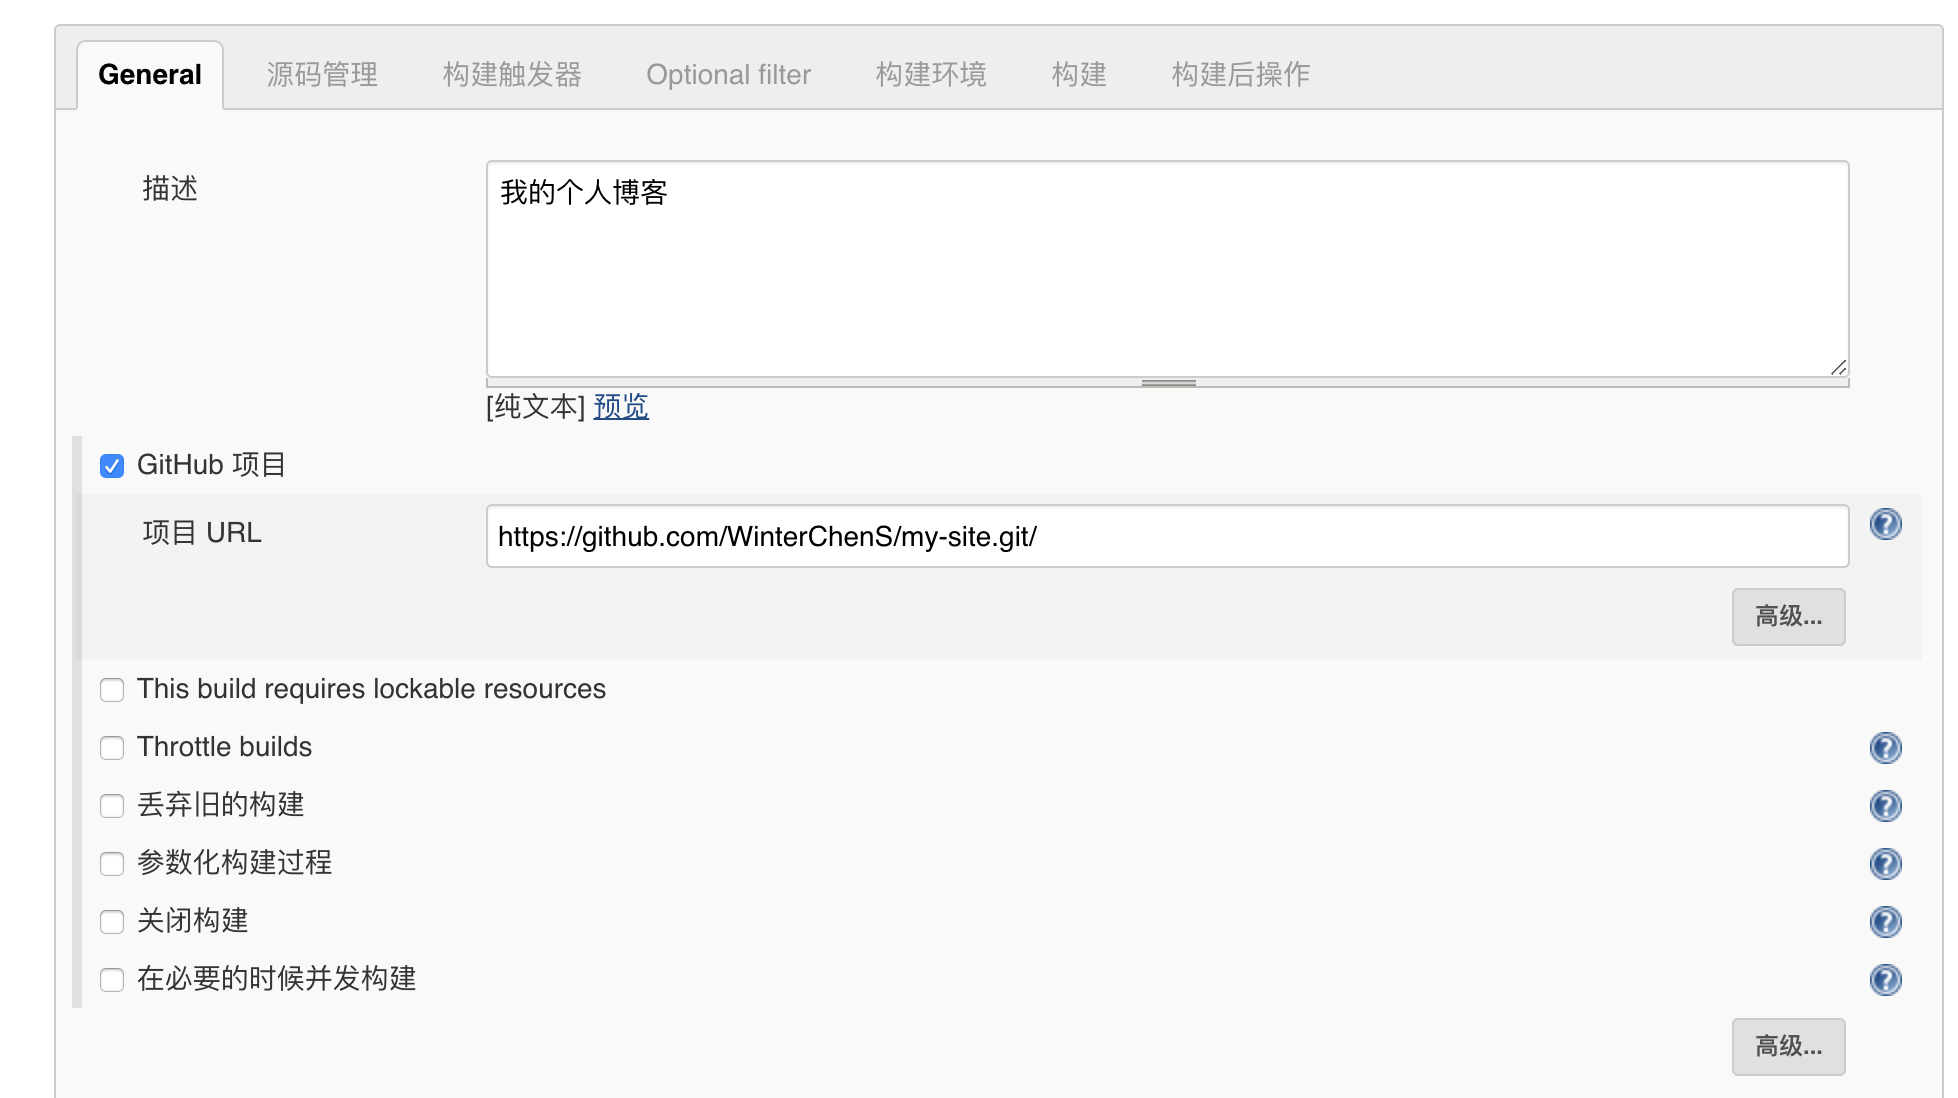 General 源码管理 构建触发器 Optional filter 构建环境 构建 构建后操作
描述 我的个人博客
[纯文本] 预览
GitHub 项目
项目 URL https://github.com/WinterChenS/my-site.git/
高级...
This build requires lockable resources
Throttle builds
丢弃旧的构建
参数化构建过程
关闭构建
在必要的时候并发构建
高级...